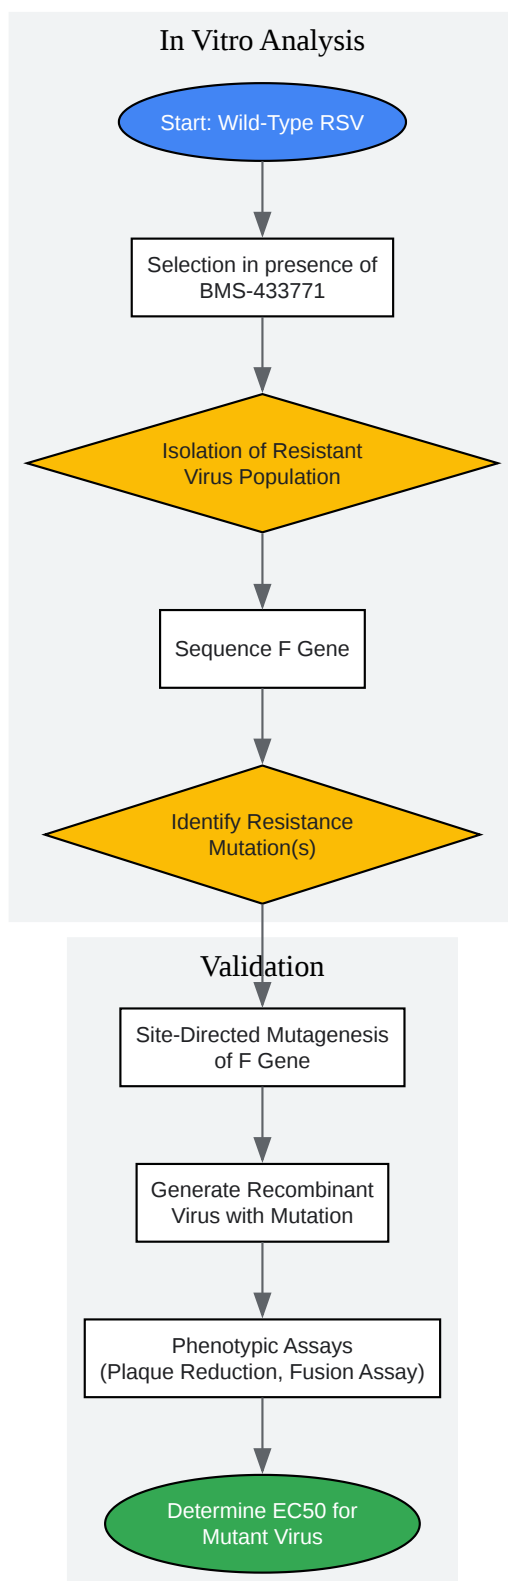 In Vitro Analysis
Start: Wild-Type RSV
Selection in presence of
BMS-433771
Isolation of Resistant
Virus Population
Sequence F Gene
Identify Resistance
Mutation(s)
Validation
Site-Directed Mutagenesis
of F Gene
Generate Recombinant
Virus with Mutation
Phenotypic Assays
(Plaque Reduction, Fusion Assay)
Determine EC50 for
Mutant Virus